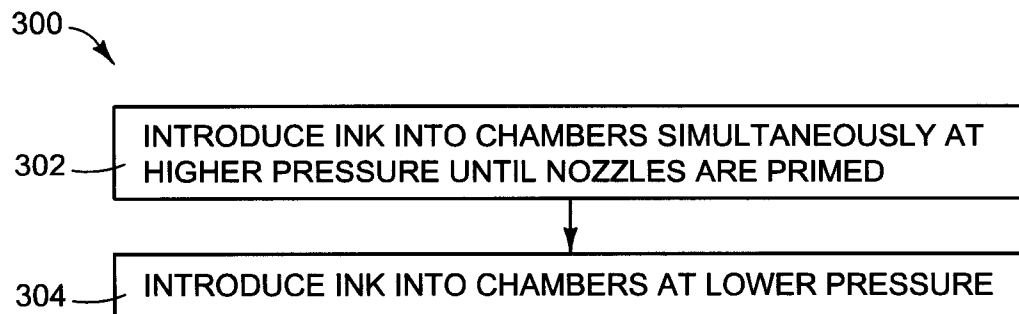 300
302
INTRODUCE INK INTO CHAMBERS SIMULTANEOUSLY AT
HIGHER PRESSURE UNTIL NOZZLES ARE PRIMED
304
INTRODUCE INK INTO CHAMBERS AT LOWER PRESSURE